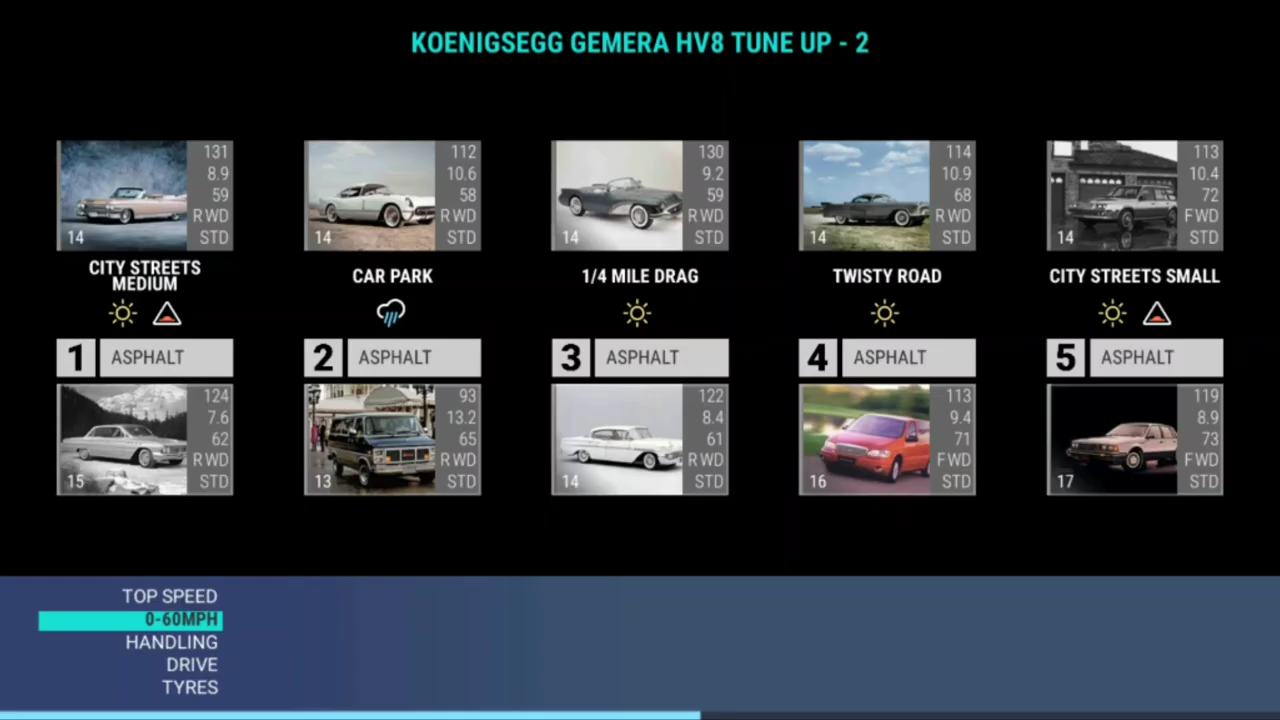 KOENIGSEGG GEMERA HV8 TUNE UP - 2
131
8.9
59
RWD
14
STD
112
10.6
58
RWD
14
STD
130
9.2
59
RWD
14
STD
114
10.9
68
RWD
14
STD
113
10.4
72
FWD
14
STD
CITY STREETS
MEDIUM
CAR PARK
1/4 MILE DRAG
TWISTY ROAD
CITY STREETS SMALL
1 ASPHALT
2 ASPHALT
3 ASPHALT
4 ASPHALT
5 ASPHALT
124
7.6
62
RWD
15
STD
93
13.2
65
RWD
13
STD
122
8.4
61
RWD
14
STD
113
9.4
71
FWD
16
STD
119
8.9
73
FWD
17
STD
TOP SPEED
0-60MPH
HANDLING
DRIVE
TYRES